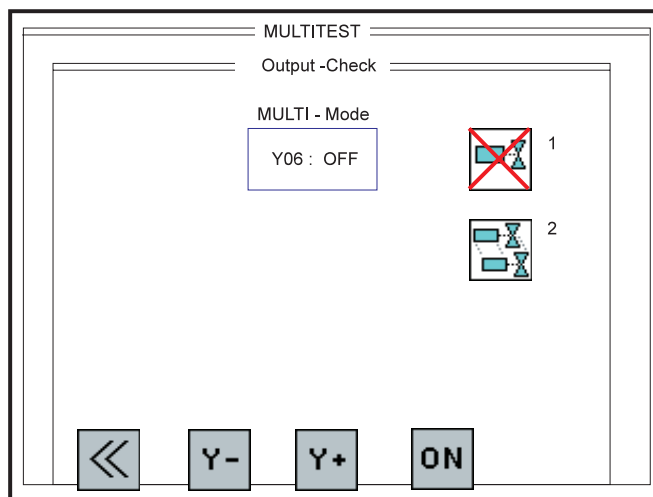 MULTITEST
Output -Check
MULTI - Mode
Y06 : OFF
1
2
Y-
Y+
ON